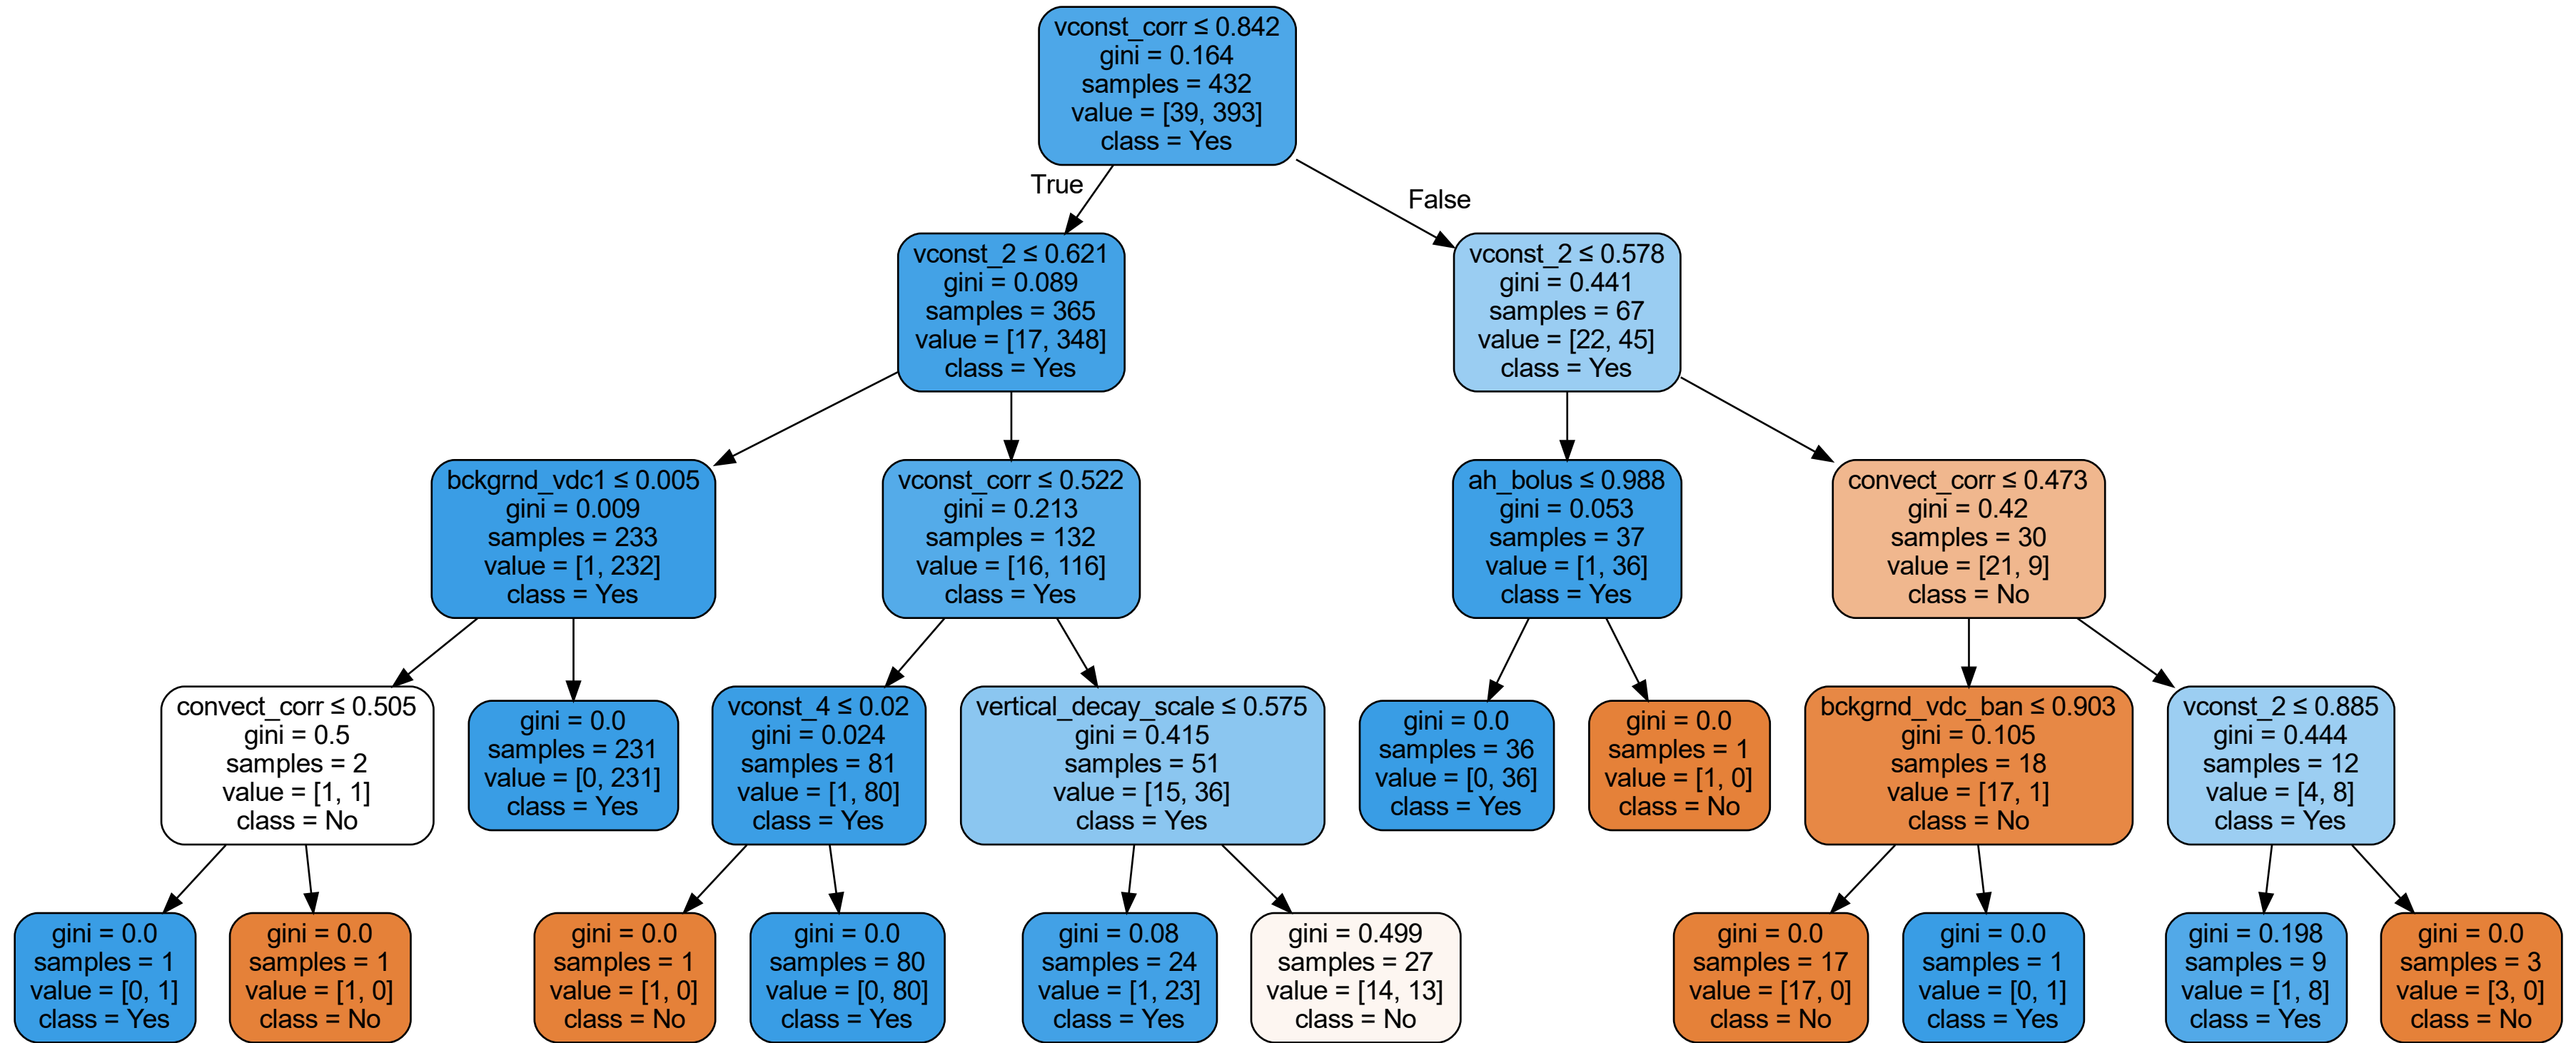 vconst_corr ≤ 0.842
gini = 0.164
samples = 432
value = [39, 393]
class = Yes
True
False
vconst_2 ≤ 0.621
gini = 0.089
samples = 365
value = [17, 348]
class = Yes
vconst_2 ≤ 0.578
gini = 0.441
samples = 67
value = [22, 45]
class = Yes
bckgrnd_vdc1 ≤ 0.005
gini = 0.009
samples = 233
value = [1, 232]
class = Yes
vconst_corr ≤ 0.522
gini = 0.213
samples = 132
value = [16, 116]
class = Yes
ah_bolus ≤ 0.988
gini = 0.053
samples = 37
value = [1, 36]
class = Yes
convect_corr ≤ 0.473
gini = 0.42
samples = 30
value = [21, 9]
class = No
convect_corr ≤ 0.505
gini = 0.5
samples = 2
value = [1, 1]
class = No
gini = 0.0
samples = 231
value = [0, 231]
class = Yes
vconst_4 ≤ 0.02
gini = 0.024
samples = 81
value = [1, 80]
class = Yes
vertical_decay_scale ≤ 0.575
gini = 0.415
samples = 51
value = [15, 36]
class = Yes
gini = 0.0
samples = 36
value = [0, 36]
class = Yes
gini = 0.0
samples = 1
value = [1, 0]
class = No
bckgrnd_vdc_ban ≤ 0.903
gini = 0.105
samples = 18
value = [17, 1]
class = No
vconst_2 ≤ 0.885
gini = 0.444
samples = 12
value = [4, 8]
class = Yes
gini = 0.0
samples = 1
value = [0, 1]
class = Yes
gini = 0.0
samples = 1
value = [1, 0]
class = No
gini = 0.0
samples = 1
value = [1, 0]
class = No
gini = 0.0
samples = 80
value = [0, 80]
class = Yes
gini = 0.08
samples = 24
value = [1, 23]
class = Yes
gini = 0.499
samples = 27
value = [14, 13]
class = No
gini = 0.0
samples = 17
value = [17, 0]
class = No
gini = 0.0
samples = 1
value = [0, 1]
class = Yes
gini = 0.198
samples = 9
value = [1, 8]
class = Yes
gini = 0.0
samples = 3
value = [3, 0]
class = No